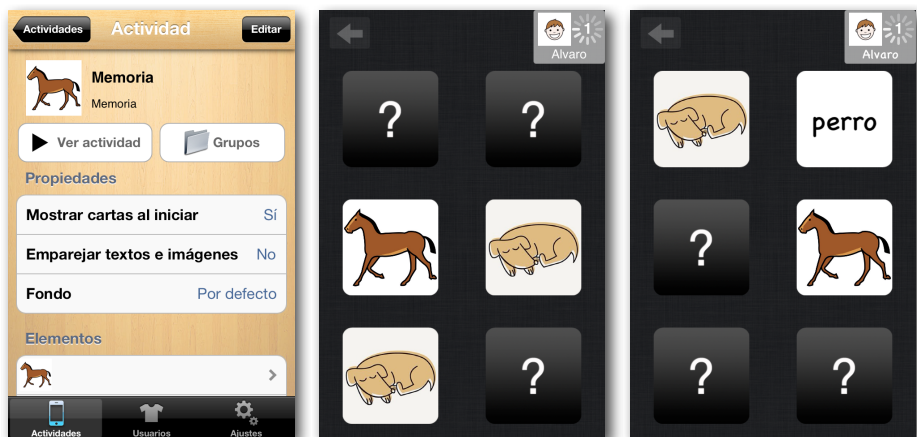 Actividades
Actividad
Editar
Memoria
Memoria
Ver actividad
Grupos
Propiedades
Mostrar cartas al iniciar Sí
Emparejar textos e imágenes No
Fondo Por defecto
Elementos
Actividades
Usuarios
Ajustes
1
Alvaro
? ?
?
1
Alvaro
perro
?
? ?